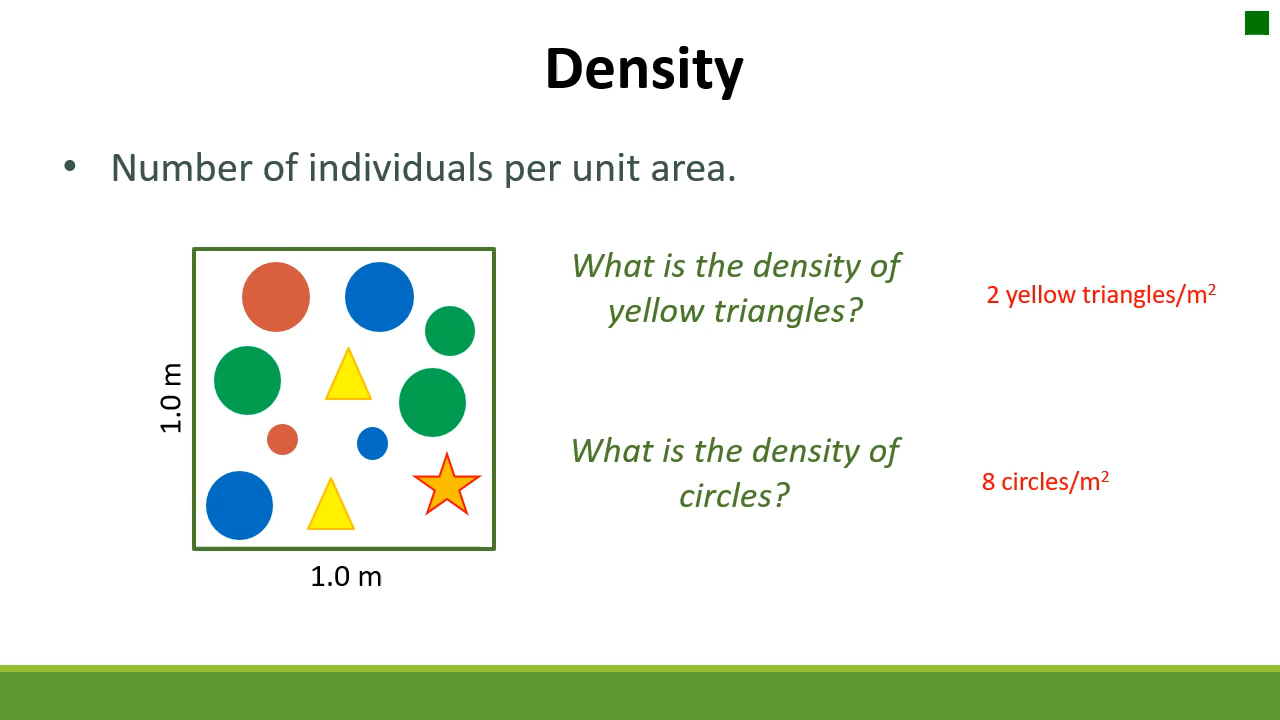 Density
• Number of individuals per unit area.
What is the density of
yellow triangles?
2 yellow triangles/m²
1.0 m
What is the density of
circles?
8 circles/m²
1.0 m